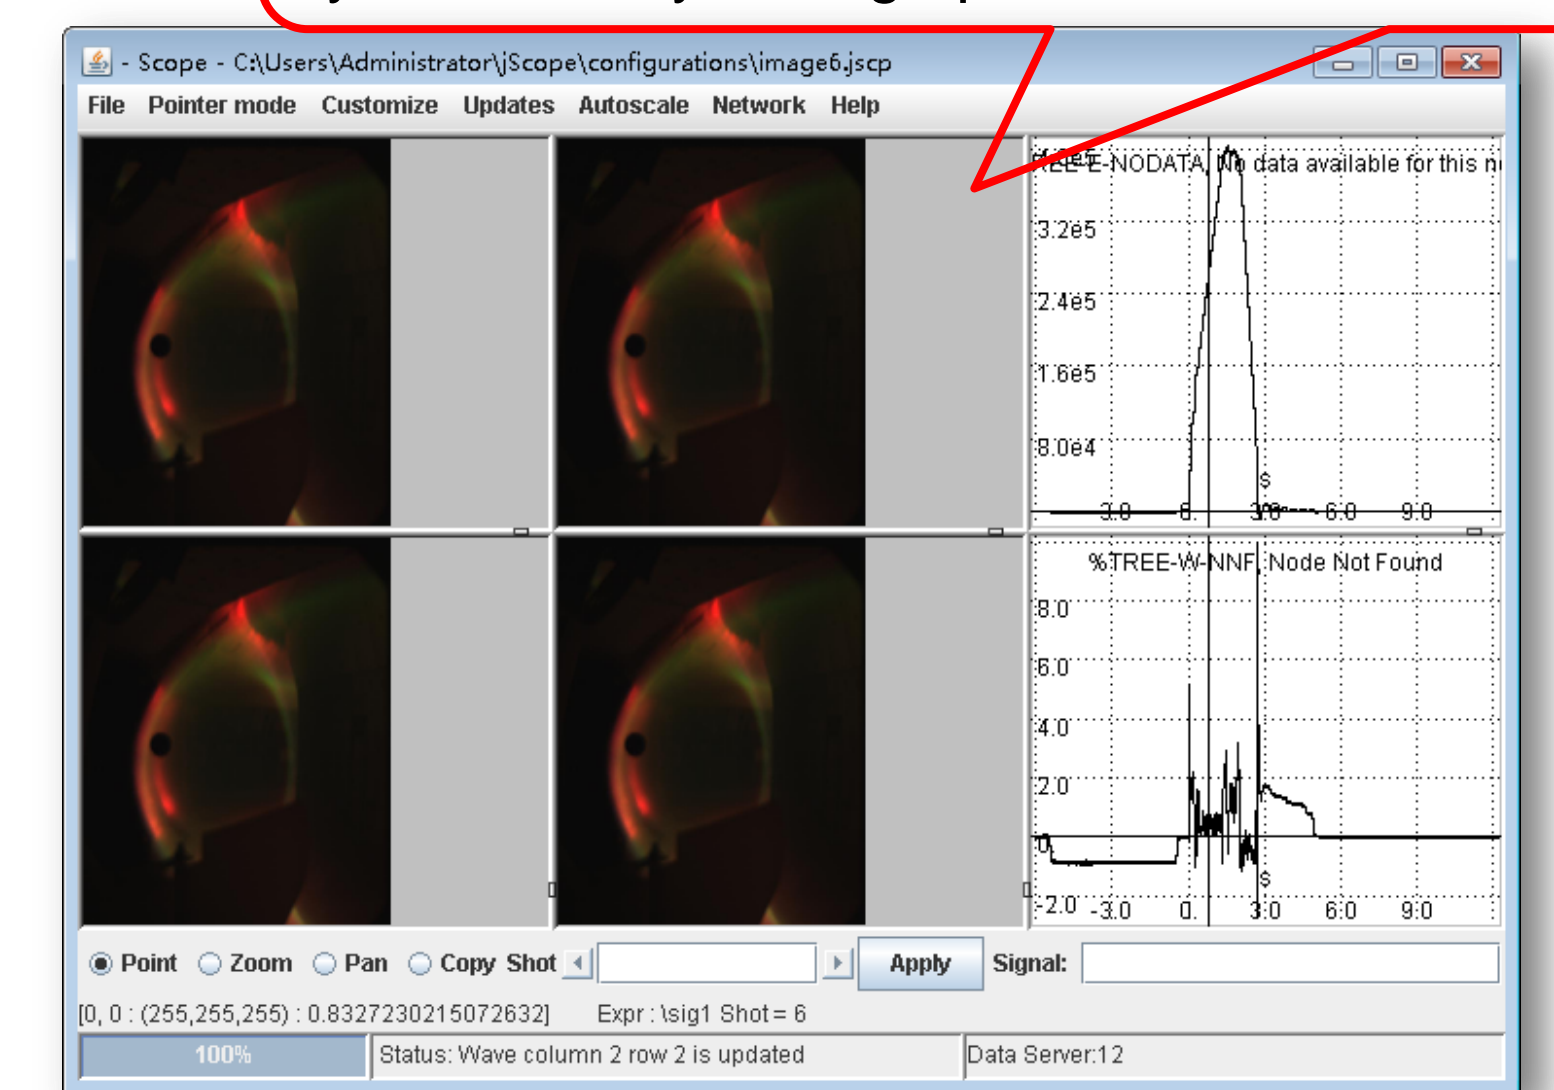 - Scope - C:\Users\Administrator\jScope\configurations\image6.jscp
File Pointer mode Customize Updates Autoscale Network Help
E-NODATA, No data available for this
3.2e5
2.4e5
1.6e5
8.0e4
S
-3.0 0. 3.0 6.0 9.0
%TREE-W-NNF, Node Not Found
8.0
6.0
4.0
2.0
0
S
-2.0 -3.0 0. 3.0 6.0 9.0
Point Zoom Pan Copy Shot Apply Signal:
[0, 0 : (255,255,255) : 0.8327230215072632] Expr : \sig1 Shot = 6
100% Status: Wave column 2 row 2 is updated Data Server:12